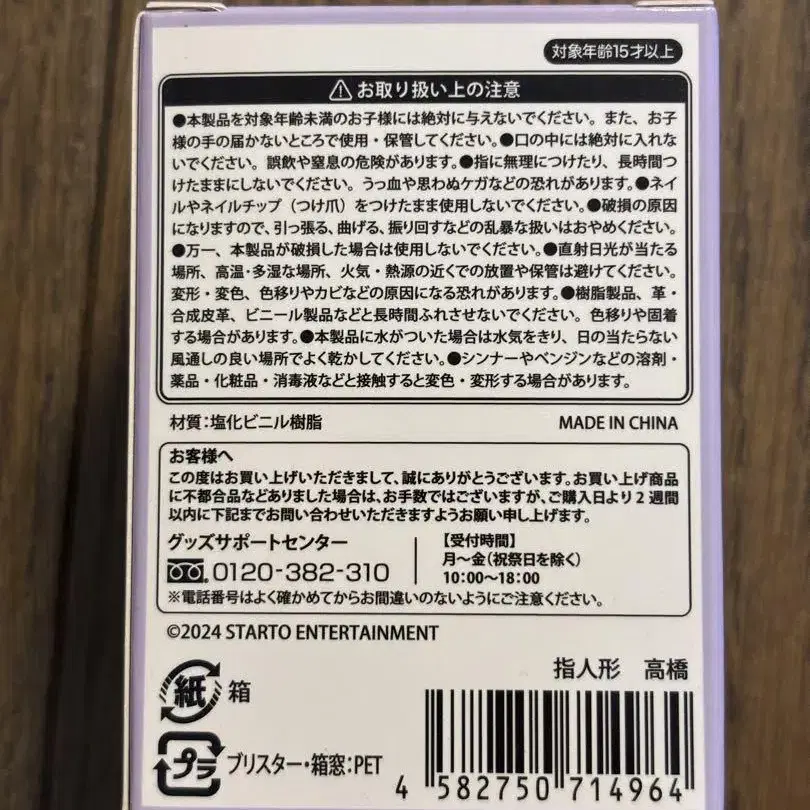 対象年齢15才以上
⚠お取り扱い上の注意
●本製品を対象年齢未満のお子様には絶対に与えないでください。また、お子
様の手の届かないところで使用・保管してください。●口の中には絶対に入れな
いでください。誤飲や窒息の危険があります。●指に無理につけたり、長時間つ
けたままにしないでください。うっ血や思わぬケガなどの恐れがあります。●ネイ
ルやネイルチップ（つけ爪）をつけたまま使用しないでください。●破損の原因
になりますので、引っ張る、曲げる、振り回すなどの乱暴な扱いはおやめください。
●万一、本製品が破損した場合は使用しないでください。●直射日光が当たる
場所、高温・多湿な場所、火気・熱源の近くでの放置や保管は避けてください。
変形・変色、色移りやカビなどの原因になる恐れがあります。●樹脂製品、革・
合成皮革、ビニール製品などと長時間ふれさせないでください。色移りや固着
する場合があります。●本製品に水がついた場合は水気をきり、日の当たらない
風通しの良い場所でよく乾かしてください。●シンナーやベンジンなどの溶剤・
薬品・化粧品・消毒液などと接触すると変色・変形する場合があります。
材質：塩化ビニル樹脂
MADE IN CHINA
お客様へ
この度はお買い上げいただきまして、誠にありがとうございます。お買い上げ商品
に不都合品などありました場合は、お手数ではございますが、ご購入日より2週間
以内に下記までお問い合わせいただきますようお願い申し上げます。
グッズサポートセンター
0120-382-310
【受付時間】
月〜金（祝祭日を除く）
10:00〜18:00
※電話番号はよく確かめてからお間違いのないようにご注意ください。
©2024 STARTO ENTERTAINMENT
指人形 高橋
紙 箱
プラ ブリスター・箱窓：PET
4 582750 714964